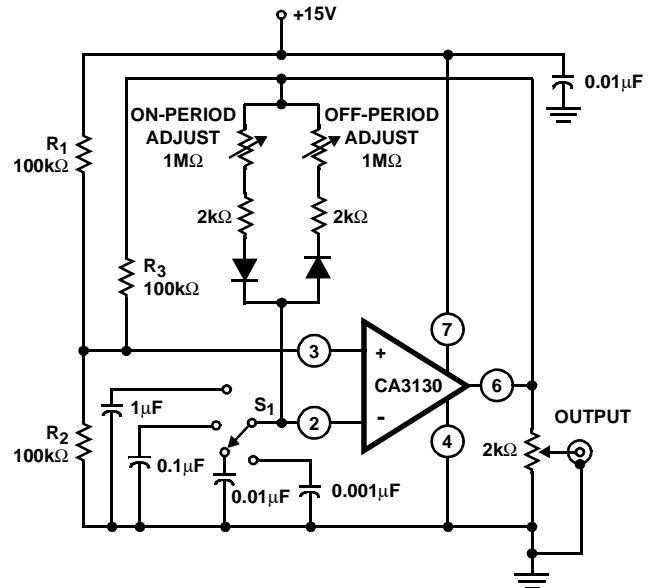 +15V
0.01μF
ON-PERIOD
ADJUST
1MΩ
OFF-PERIOD
ADJUST
1MΩ
R1
100kΩ
2kΩ
2kΩ
R3
100kΩ
7
3
+
CA3130
6
1μF
S1
2
-
4
OUTPUT
R2
100kΩ
0.1μF
0.01μF
0.001μF
2kΩ